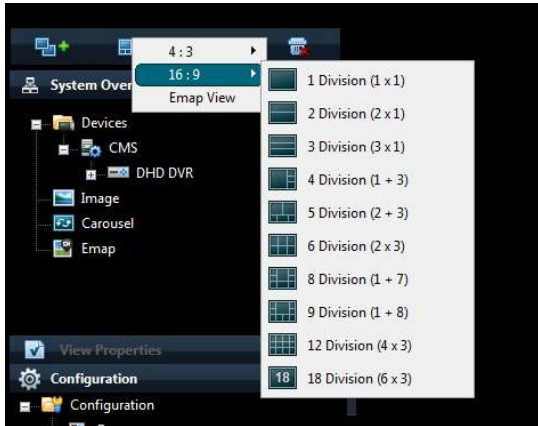 4 : 3
16 : 9
Emap View
System Over
Devices
CMS
DHD DVR
Image
Carousel
Emap
1 Division (1 x 1)
2 Division (2 x 1)
3 Division (3 x 1)
4 Division (1 + 3)
5 Division (2 + 3)
6 Division (2 x 3)
8 Division (1 + 7)
9 Division (1 + 8)
12 Division (4 x 3)
18 18 Division (6 x 3)
View Properties
Configuration
Configuration